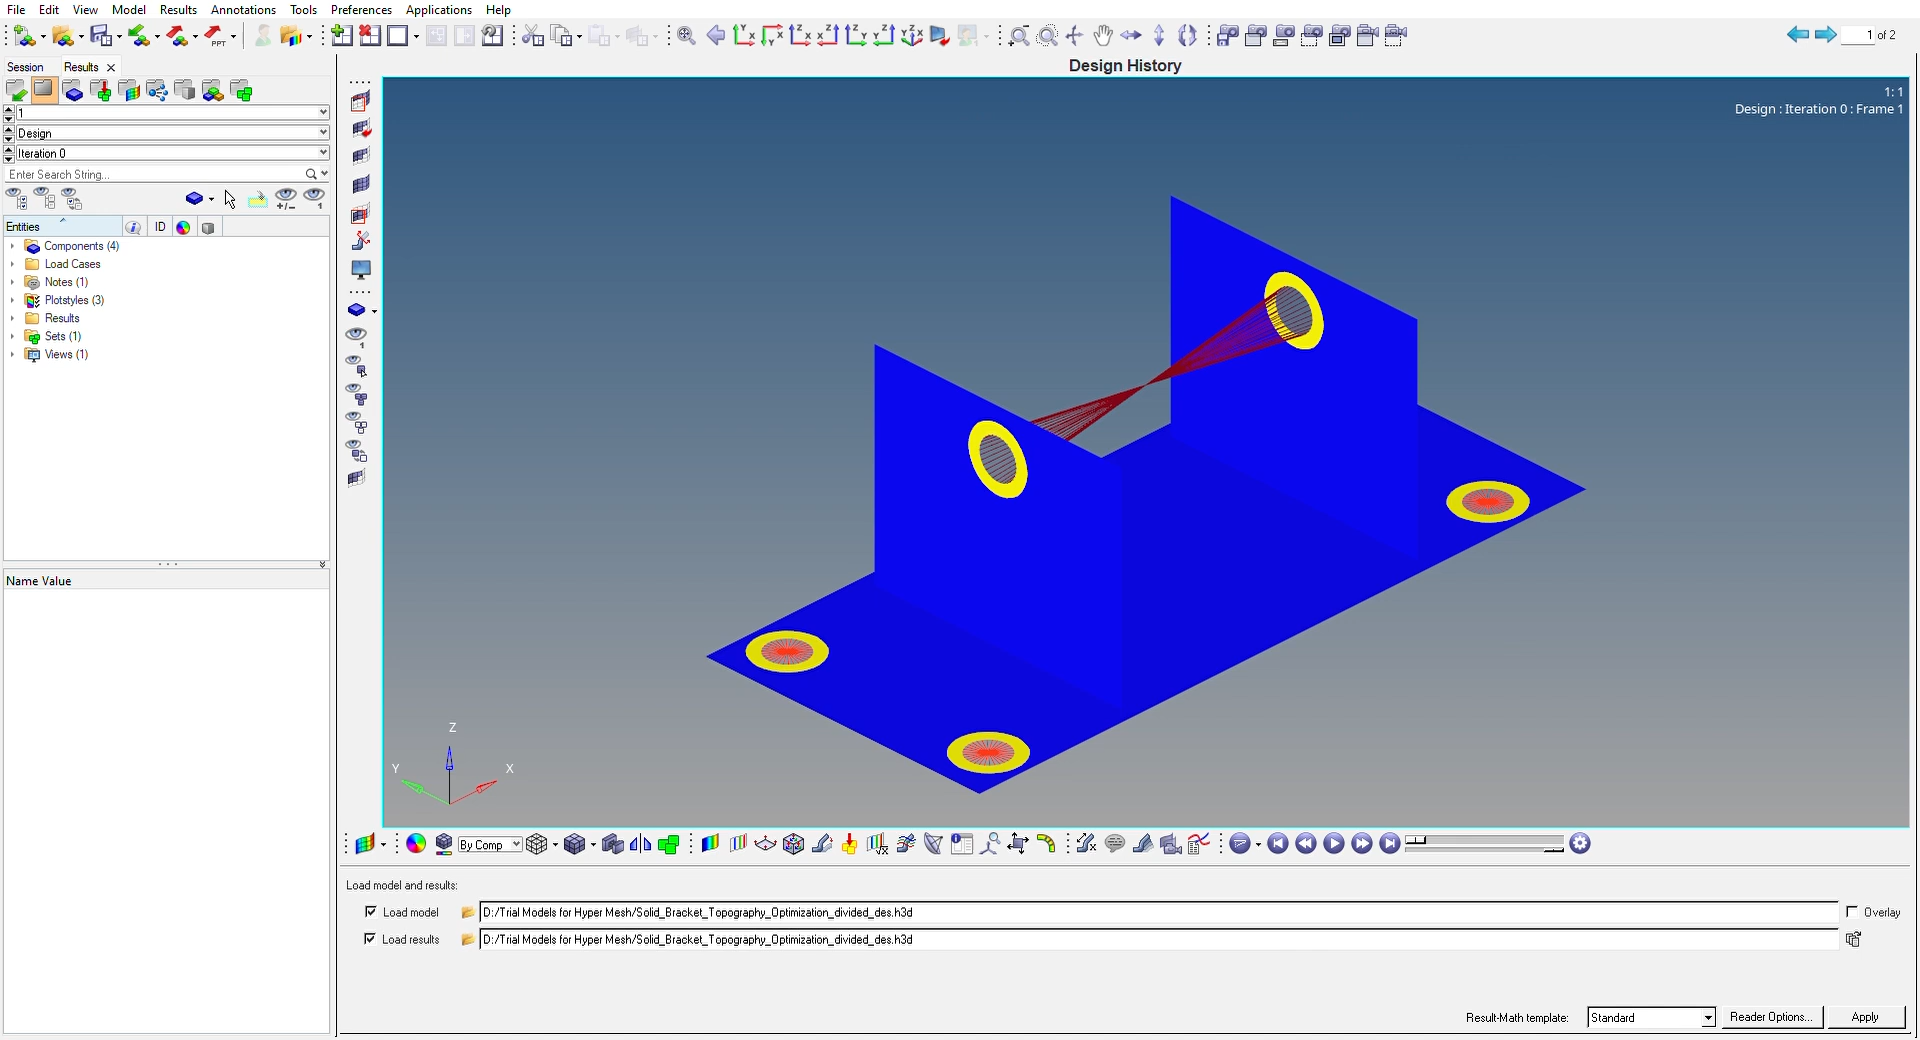 File Edit View Model Results Annotations Tools Preferences Applications Help
PPT
1 of 2
Session Results
Design History
1
Design
Iteration 0
Enter Search String...
+/- 1
Entities ID
Components (4)
Load Cases
Notes (1)
Plotstyles (3)
Results
Sets (1)
Views (1)
Name Value
1: 1
Design : Iteration 0 : Frame 1
Z
Y
X
By Comp
Load model and results:
Load model D:/Trial Models for Hyper Mesh/Solid_Bracket_Topography_Optimization_divided_des.h3d Overlay
Load results D:/Trial Models for Hyper Mesh/Solid_Bracket_Topography_Optimization_divided_des.h3d
Result-Math template: Standard Reader Options... Apply